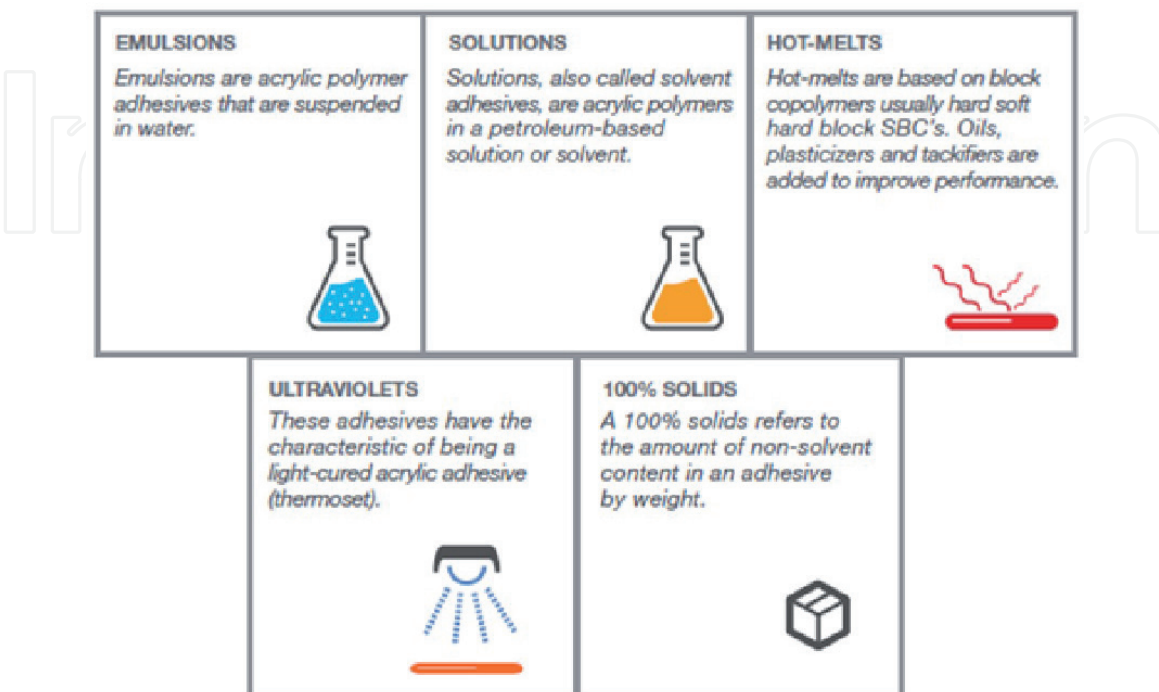 EMULSIONS
Emulsions are acrylic polymer
adhesives that are suspended
in water.
SOLUTIONS
Solutions, also called solvent
adhesives, are acrylic polymers
in a petroleum-based
solution or solvent.
HOT-MELTS
Hot-melts are based on block
copolymers usually hard soft
hard block SBC's. Oils,
plasticizers and tackifiers are
added to improve performance.
ULTRAVIOLETS
These adhesives have the
characteristic of being a
light-cured acrylic adhesive
(thermoset).
100% SOLIDS
A 100% solids refers to
the amount of non-solvent
content in an adhesive
by weight.